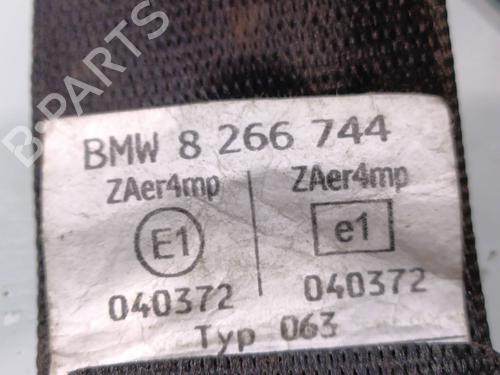 B-PARTS
BMW 8 266 744
ZAer4mp ZAer4mp
E1 e1
040372 040372
Typ 063